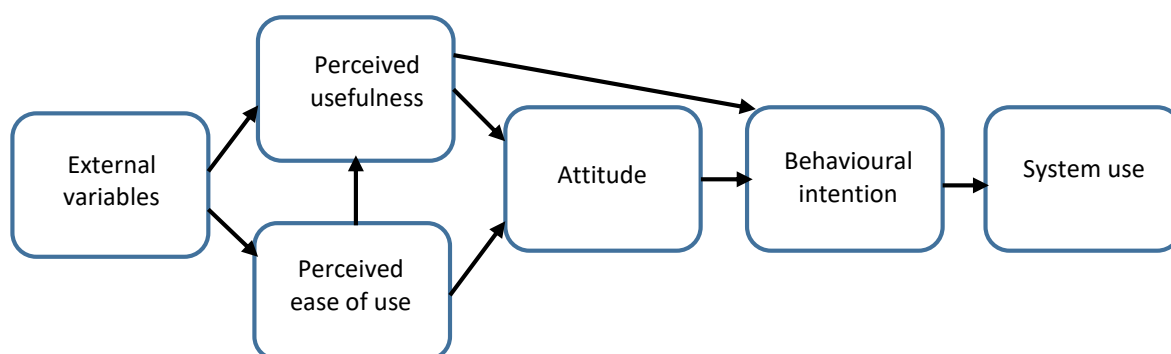 Perceived
usefulness
External
variables
Attitude
Behavioural
intention
System use
Perceived
ease of use